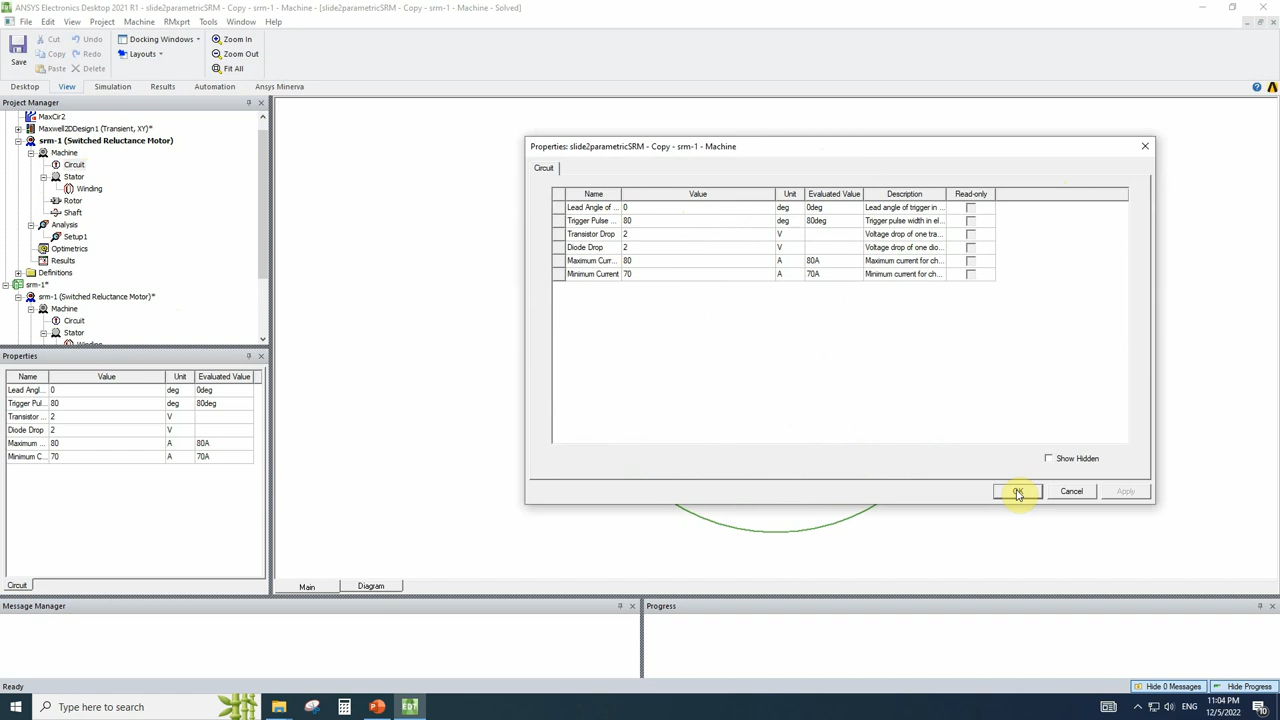 ANSYS Electronics Desktop 2021 R1 - slide2parametricSRM - Copy - srm-1 - Machine - [slide2parametricSRM - Copy - srm-1 - Machine - Solved]
File Edit View Project Machine RMxprt Tools Window Help
Save
Cut Undo
Copy Redo
Paste Delete
Docking Windows
Layouts
Zoom In
Zoom Out
Fit All
Desktop View Simulation Results Automation Ansys Minerva
Project Manager
MaxCir2
Maxwell2DDesign1 (Transient, XY)*
srm-1 (Switched Reluctance Motor)
Machine
Circuit
Stator
Winding
Rotor
Shaft
Analysis
Setup1
Optimetrics
Results
Definitions
srm-1*
srm-1 (Switched Reluctance Motor)*
Machine
Circuit
Stator
Winding
Properties
Name Value Unit Evaluated Value
Lead Angl... 0 deg 0deg
Trigger Pul... 80 deg 80deg
Transistor ... 2 V
Diode Drop 2 V
Maximum ... 80 A 80A
Minimum C... 70 A 70A
Circuit
Properties: slide2parametricSRM - Copy - srm-1 - Machine
Circuit
Name Value Unit Evaluated Value Description Read-only
Lead Angle of ... 0 deg 0deg Lead angle of trigger in ...
Trigger Pulse ... 80 deg 80deg Trigger pulse width in el...
Transistor Drop 2 V Voltage drop of one tra...
Diode Drop 2 V Voltage drop of one dio...
Maximum Curr... 80 A 80A Maximum current for ch...
Minimum Current 70 A 70A Minimum current for ch...
Show Hidden
OK Cancel Apply
Main Diagram
Message Manager
Progress
Ready
Hide 0 Messages Hide Progress
Type here to search
EDT
ENG
11:04 PM
12/5/2022
10